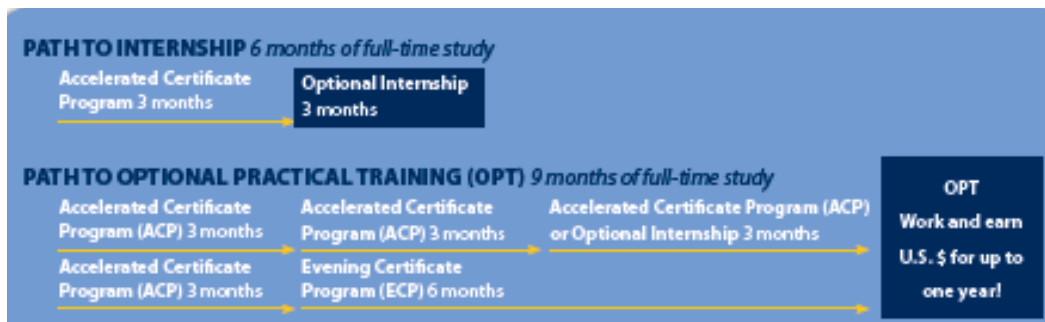 PATH TO INTERNSHIP 6 months of full-time study
Accelerated Certificate
Program 3 months
Optional Internship
3 months
PATH TO OPTIONAL PRACTICAL TRAINING (OPT) 9 months of full-time study
Accelerated Certificate
Program (ACP) 3 months
Accelerated Certificate
Program (ACP) 3 months
Accelerated Certificate Program (ACP)
or Optional Internship 3 months
Accelerated Certificate
Program (ACP) 3 months
Evening Certificate
Program (ECP) 6 months
OPT
Work and earn
U.S. $ for up to
one year!